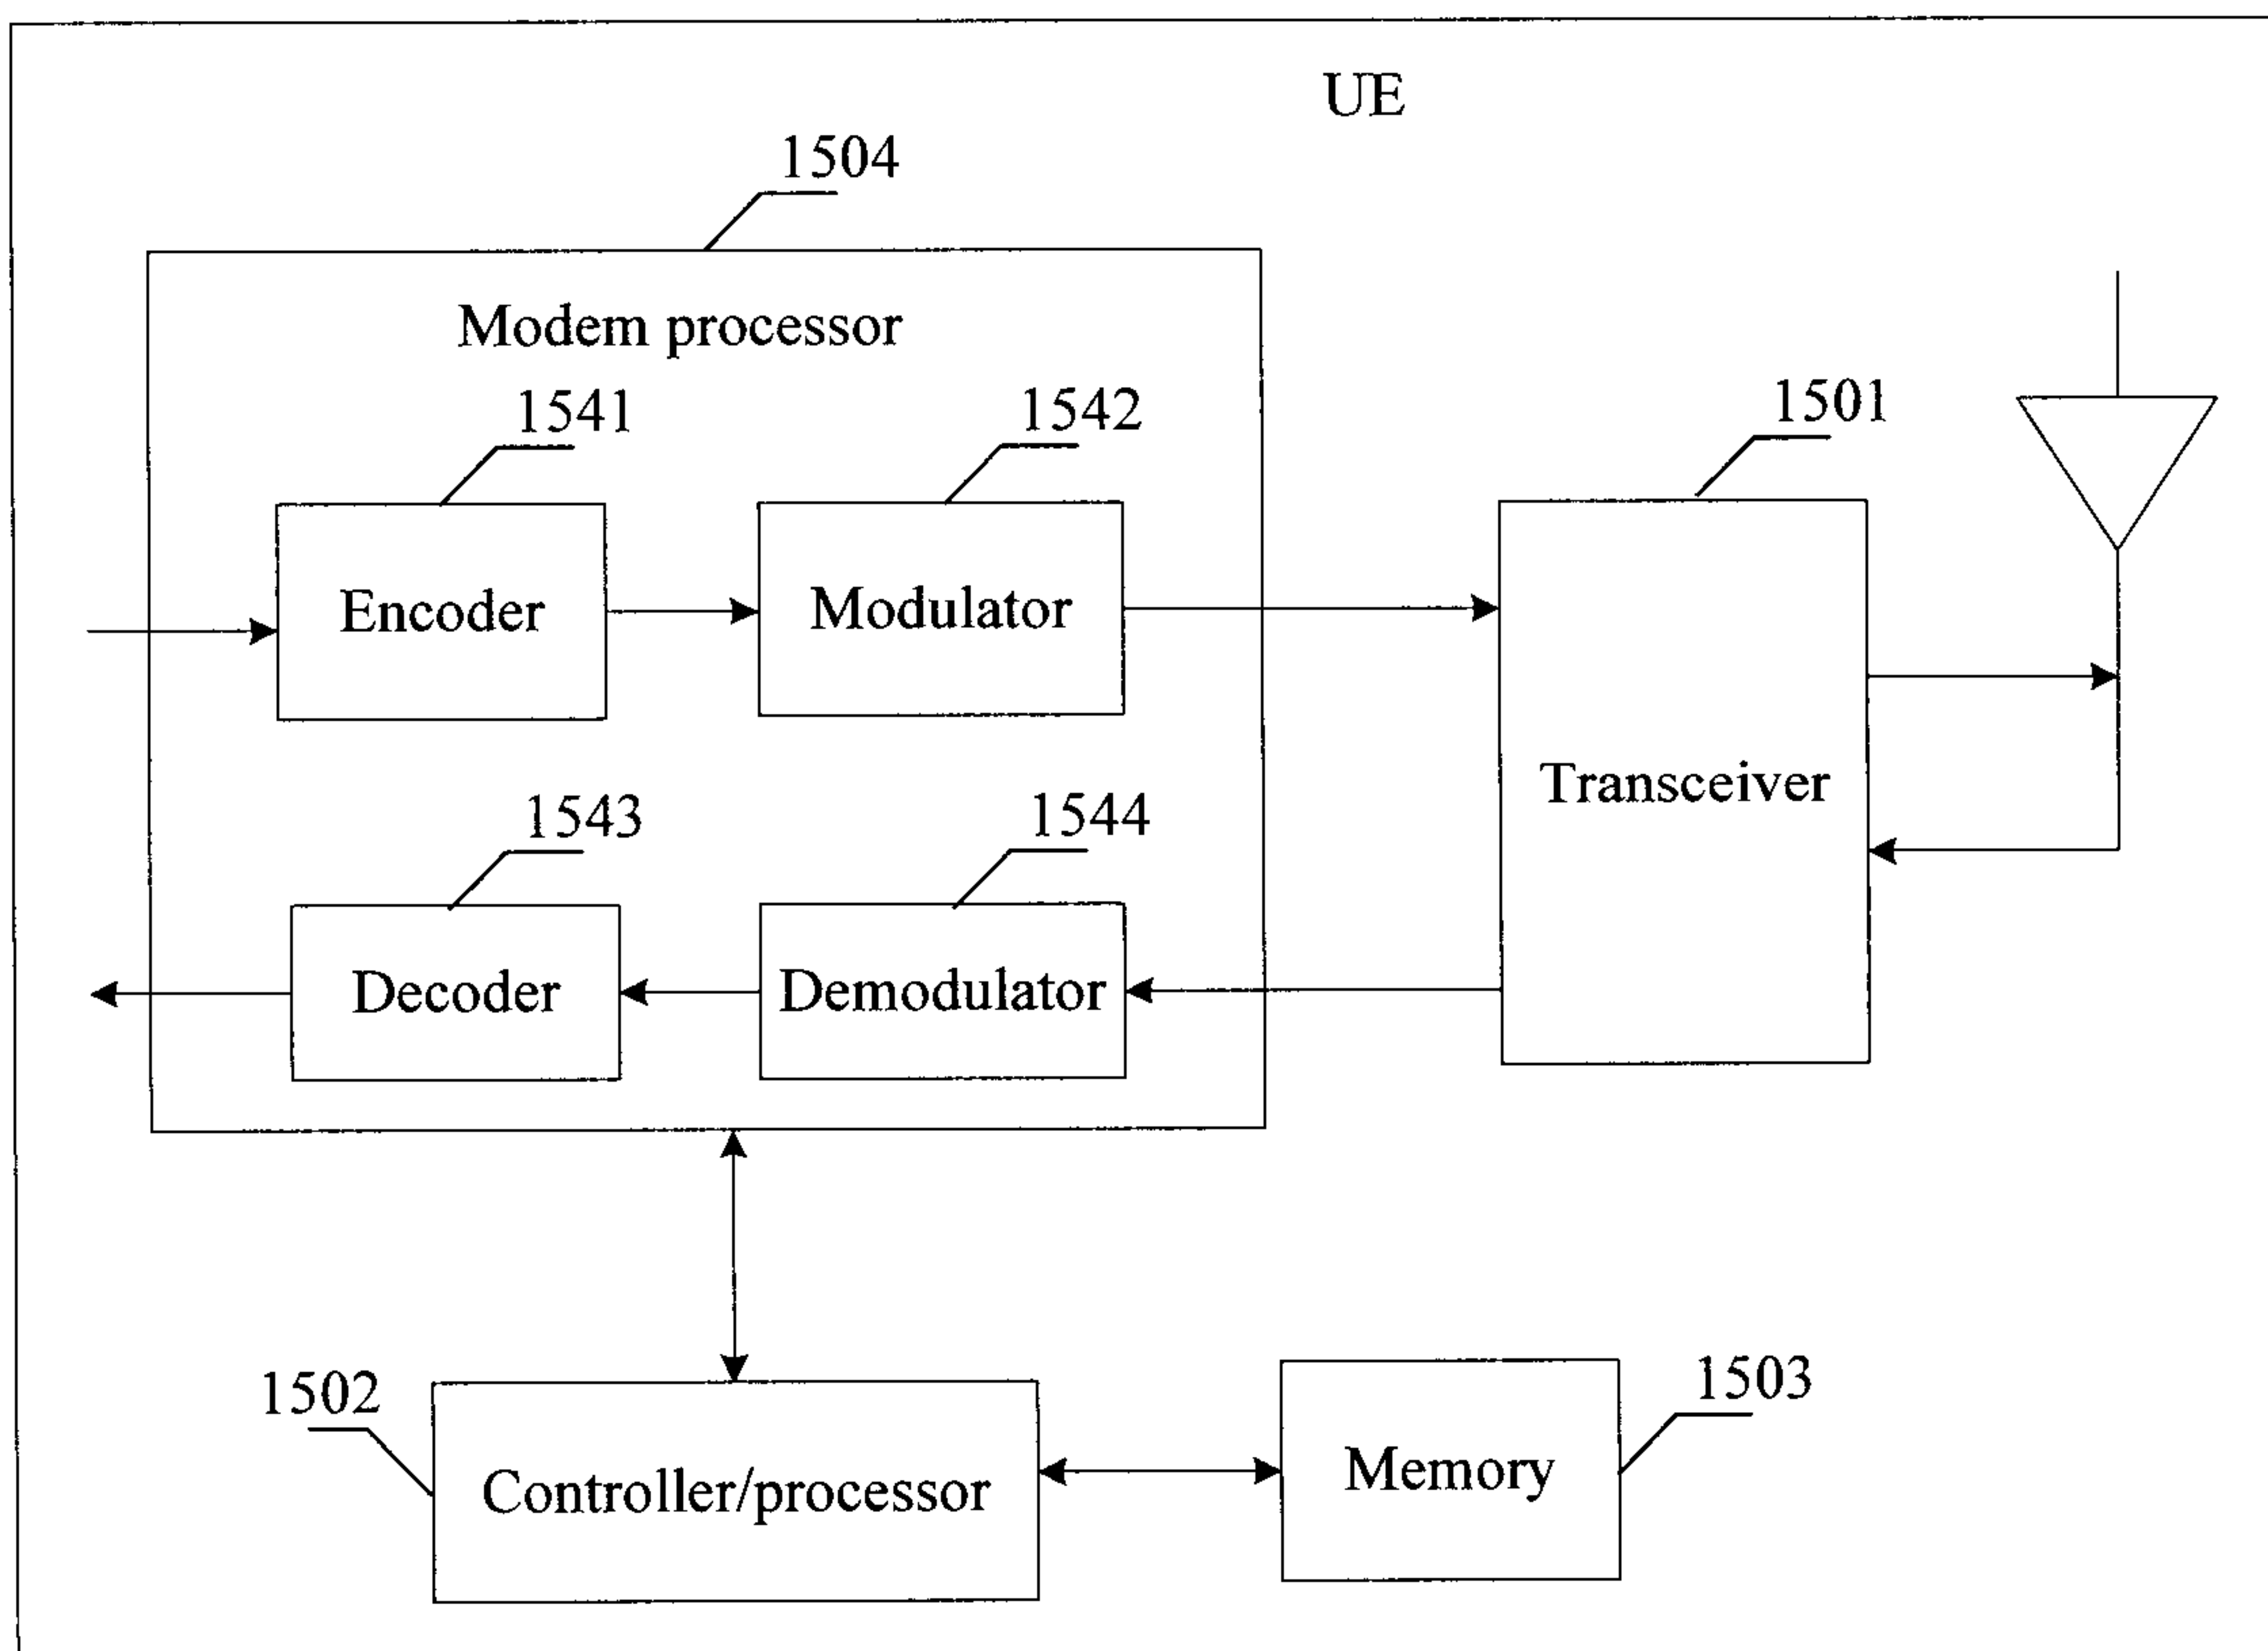 UE
1504
Modem processor
1541
1542
1501
Encoder
Modulator
Transceiver
1543
1544
Decoder
Demodulator
1502
1503
Controller/processor
Memory